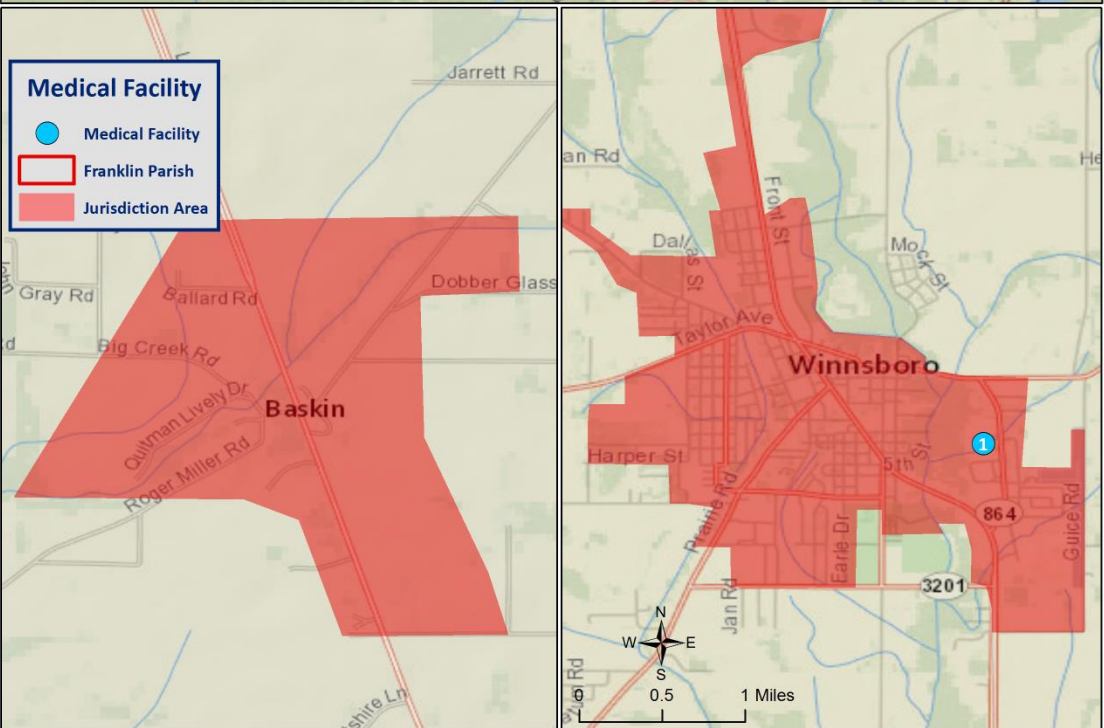 Medical Facility
Medical Facility
Franklin Parish
Jurisdiction Area
Jarrett Rd
Gray Rd
Ballard Rd
Dobber Glass
Big Creek Rd
Quitman Lively Dr
Baskin
Roger Miller Rd
Front St
Dallas St
Mock St
Taylor Ave
Winnsboro
1
Harper St
5th St
Prairie Rd
864
Guice Rd
Earle Dr
3201
Jan Rd
N
W
E
S
0
0.5
1 Miles